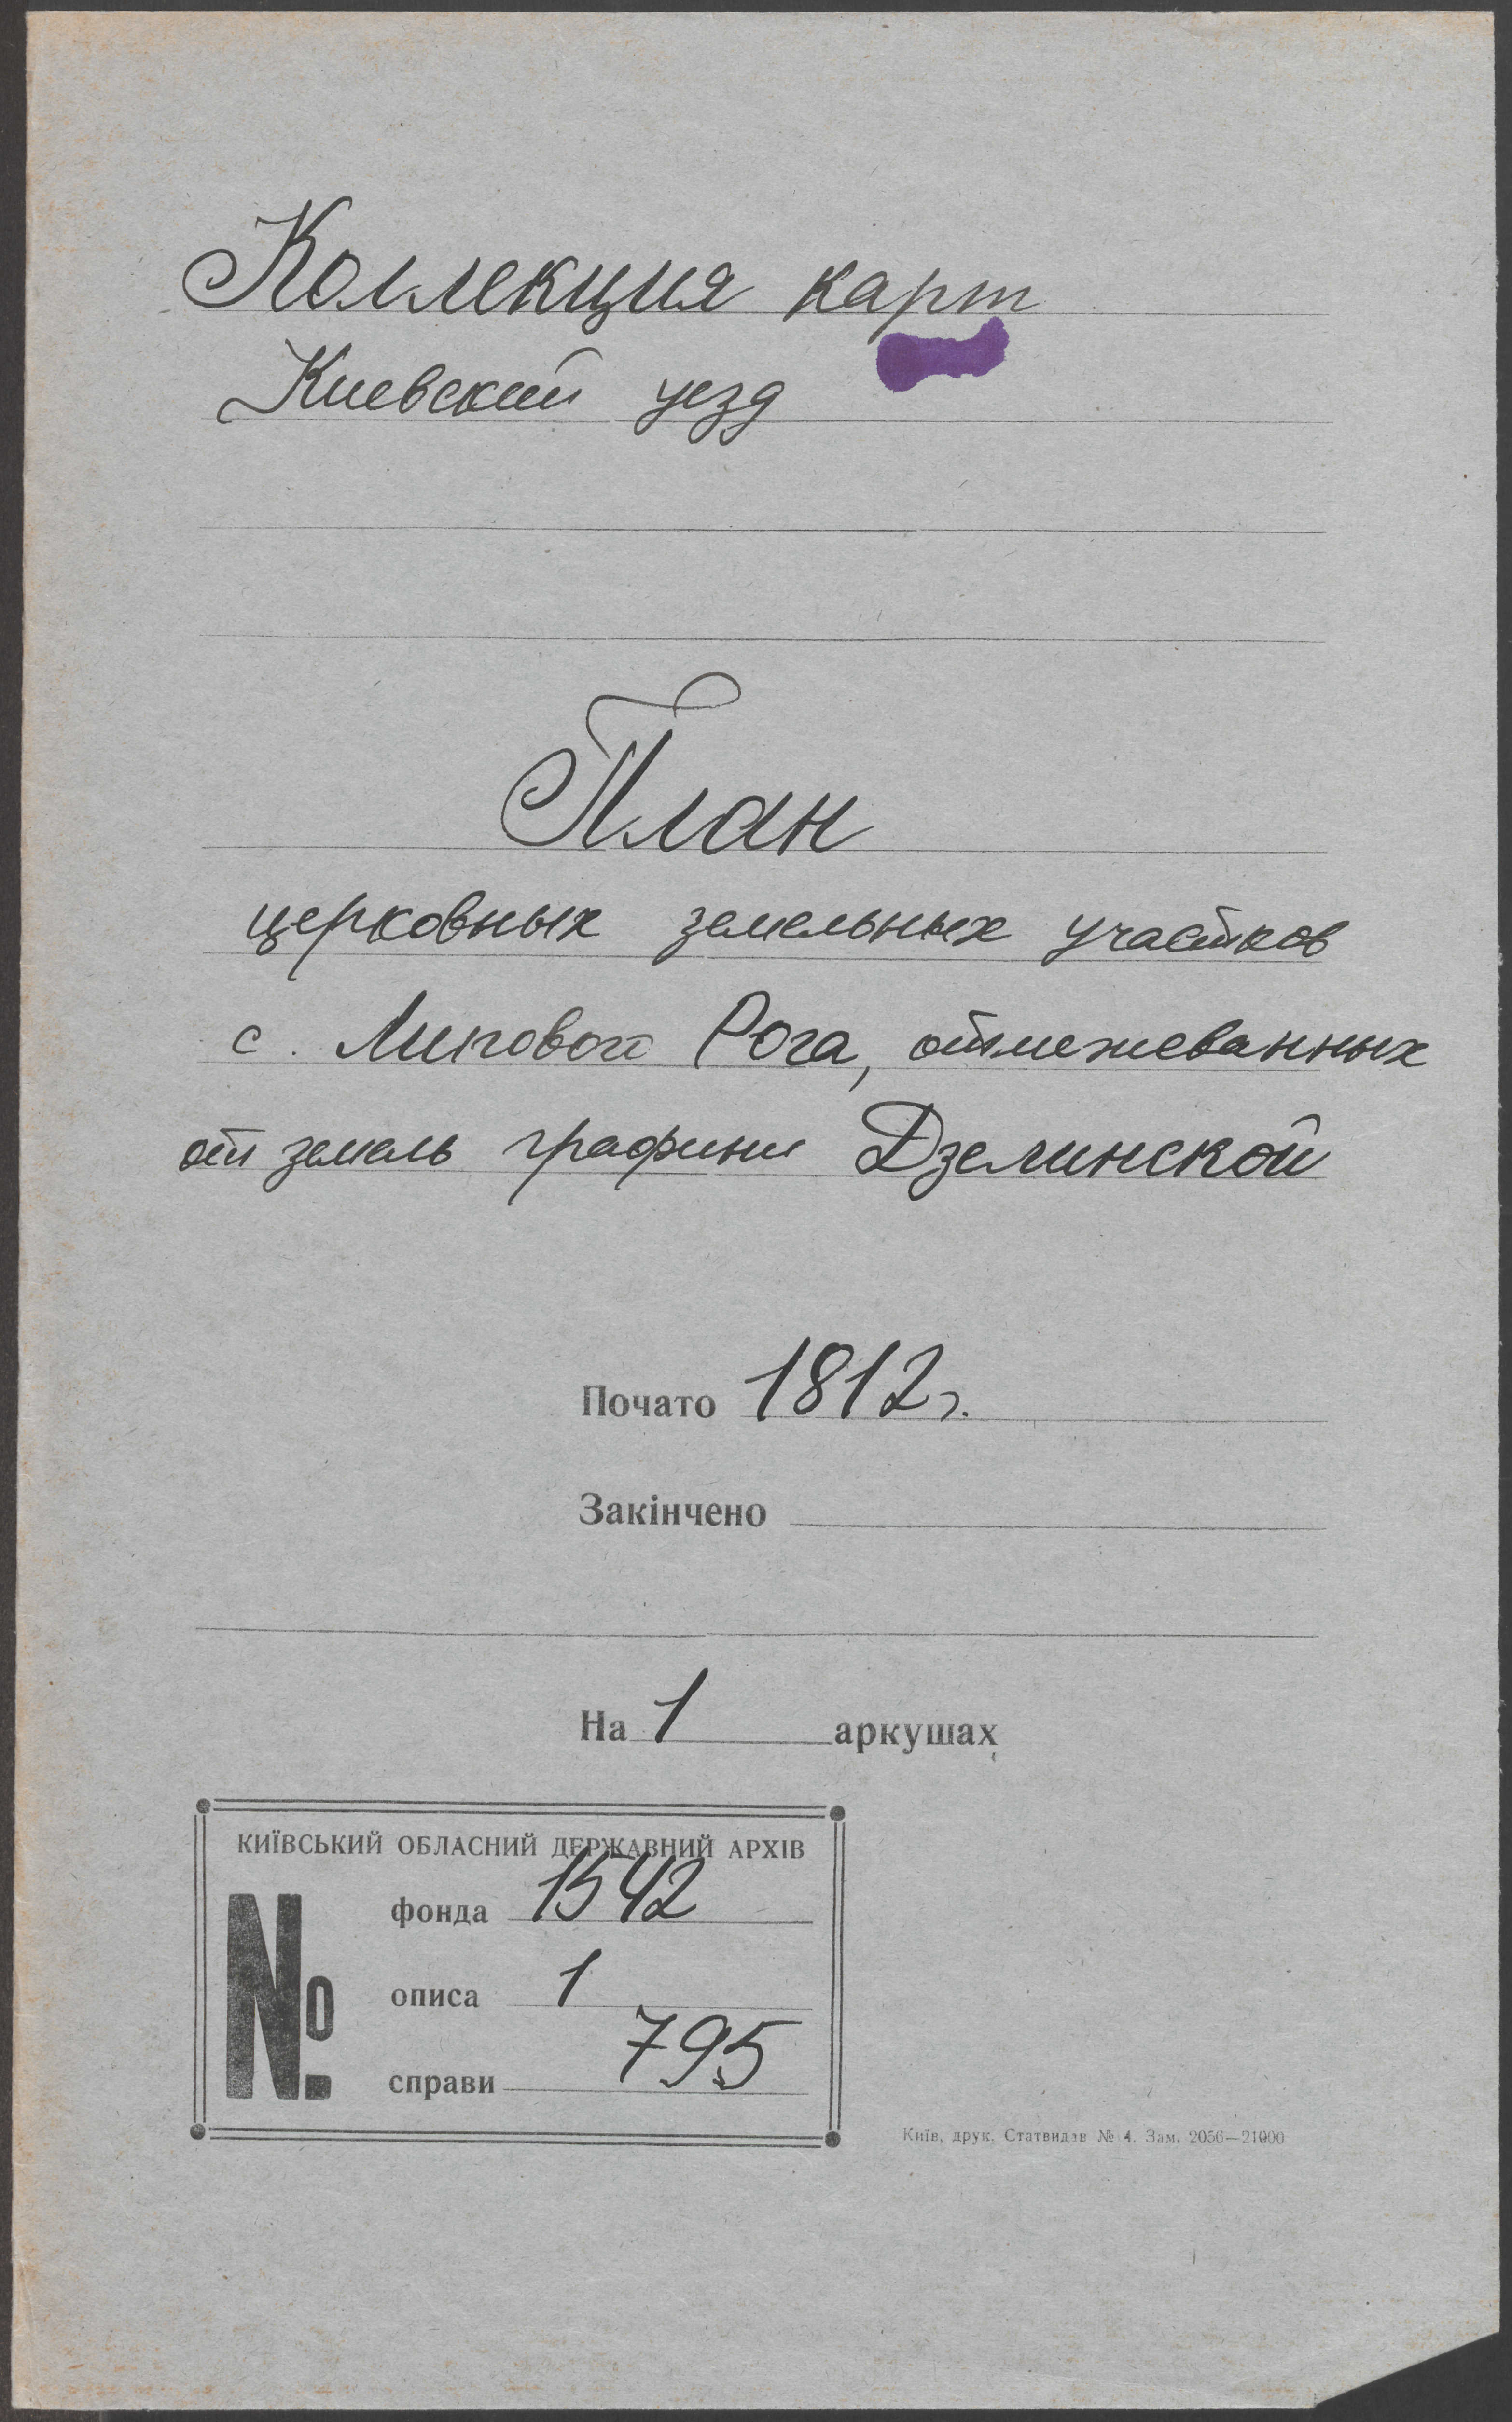 Коллекция карт
Киевский уезд
План
церковных земельных участков
с. Липового Рога, отмежеванных
от земель графини Дзелинской
Почато 1812 г.
Закінчено
На 1 аркушах
КИЇВСЬКИЙ ОБЛАСНИЙ ДЕРЖАВНИЙ АРХІВ
№
фонда 1542
описа 1
справи 795
Київ, друк. Статвидав № 4. Зам. 2056—21000